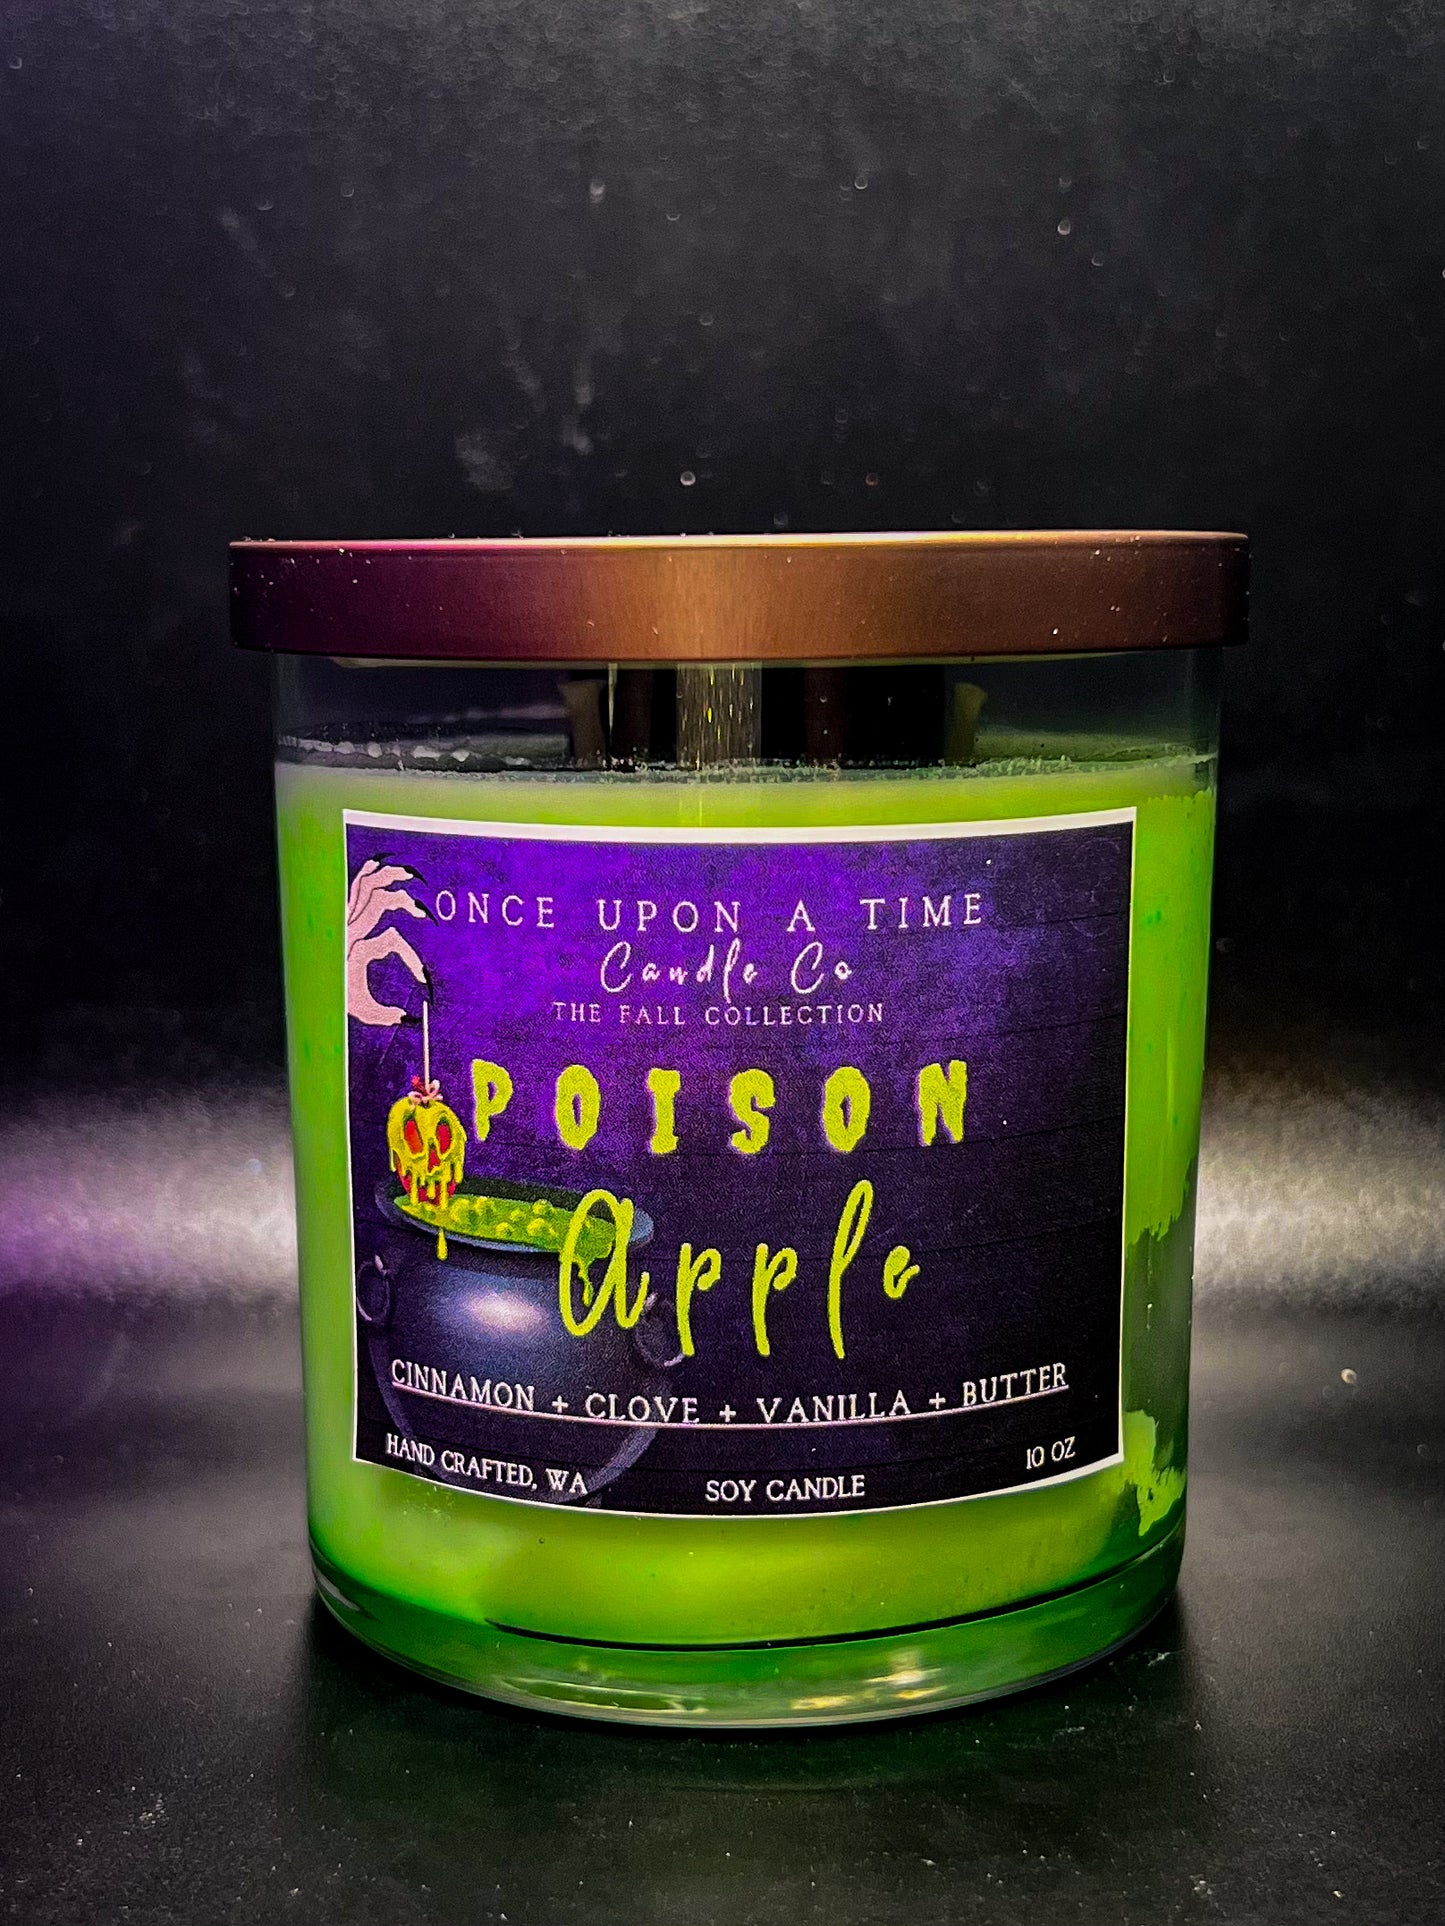 ONCE UPON A TIME
Candle Co
THE FALL COLLECTION
POISON
Apple
CINNAMON + CLOVE + VANILLA + BUTTER
HAND CRAFTED, WA
SOY CANDLE
10 OZ